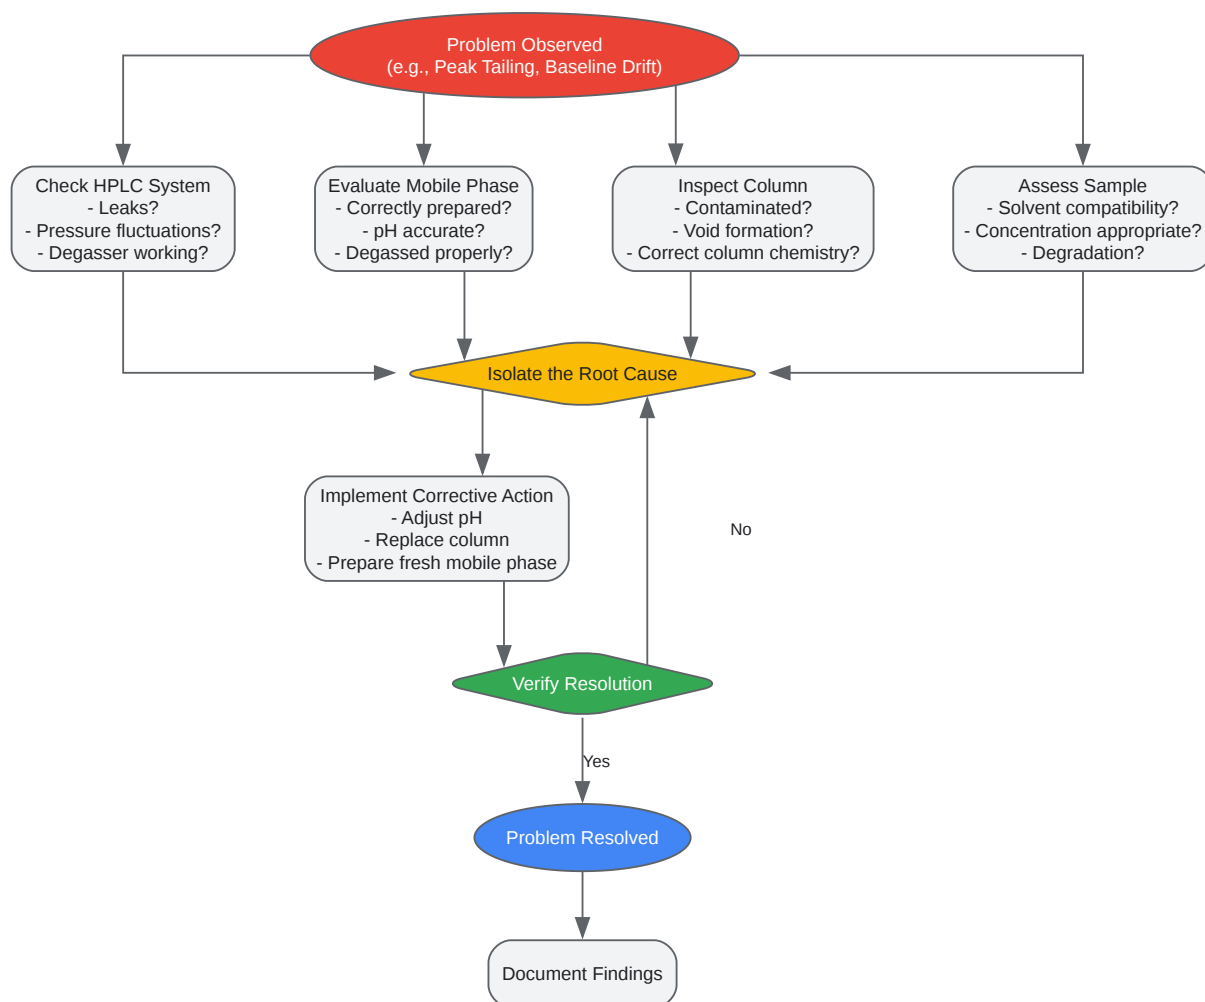 Problem Observed
(e.g., Peak Tailing, Baseline Drift)
Check HPLC System
- Leaks?
- Pressure fluctuations?
- Degasser working?
Evaluate Mobile Phase
- Correctly prepared?
- pH accurate?
- Degassed properly?
Inspect Column
- Contaminated?
- Void formation?
- Correct column chemistry?
Assess Sample
- Solvent compatibility?
- Concentration appropriate?
- Degradation?
Isolate the Root Cause
Implement Corrective Action
- Adjust pH
- Replace column
- Prepare fresh mobile phase
No
Verify Resolution
Yes
Problem Resolved
Document Findings